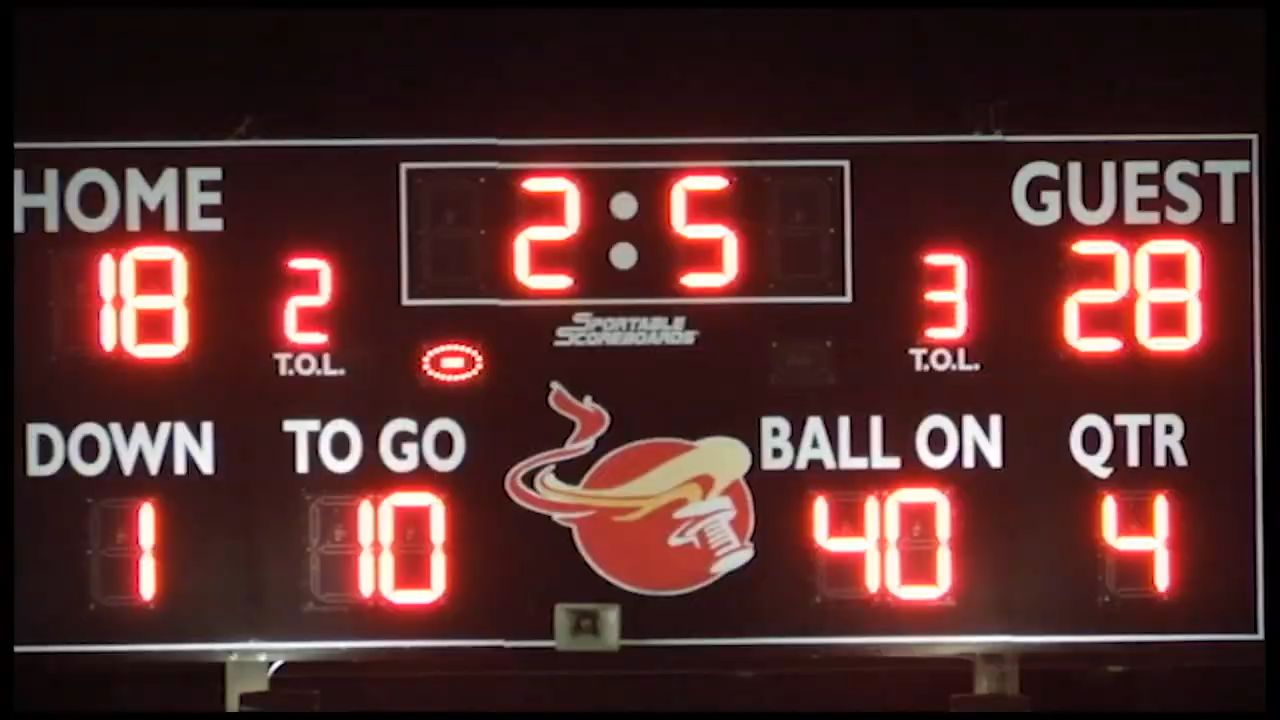 HOME 2:5 GUEST
18 2 3 28
T.O.L. T.O.L.
SPORTABLE
SCOREBOARDS
DOWN TO GO BALL ON QTR
1 10 40 4